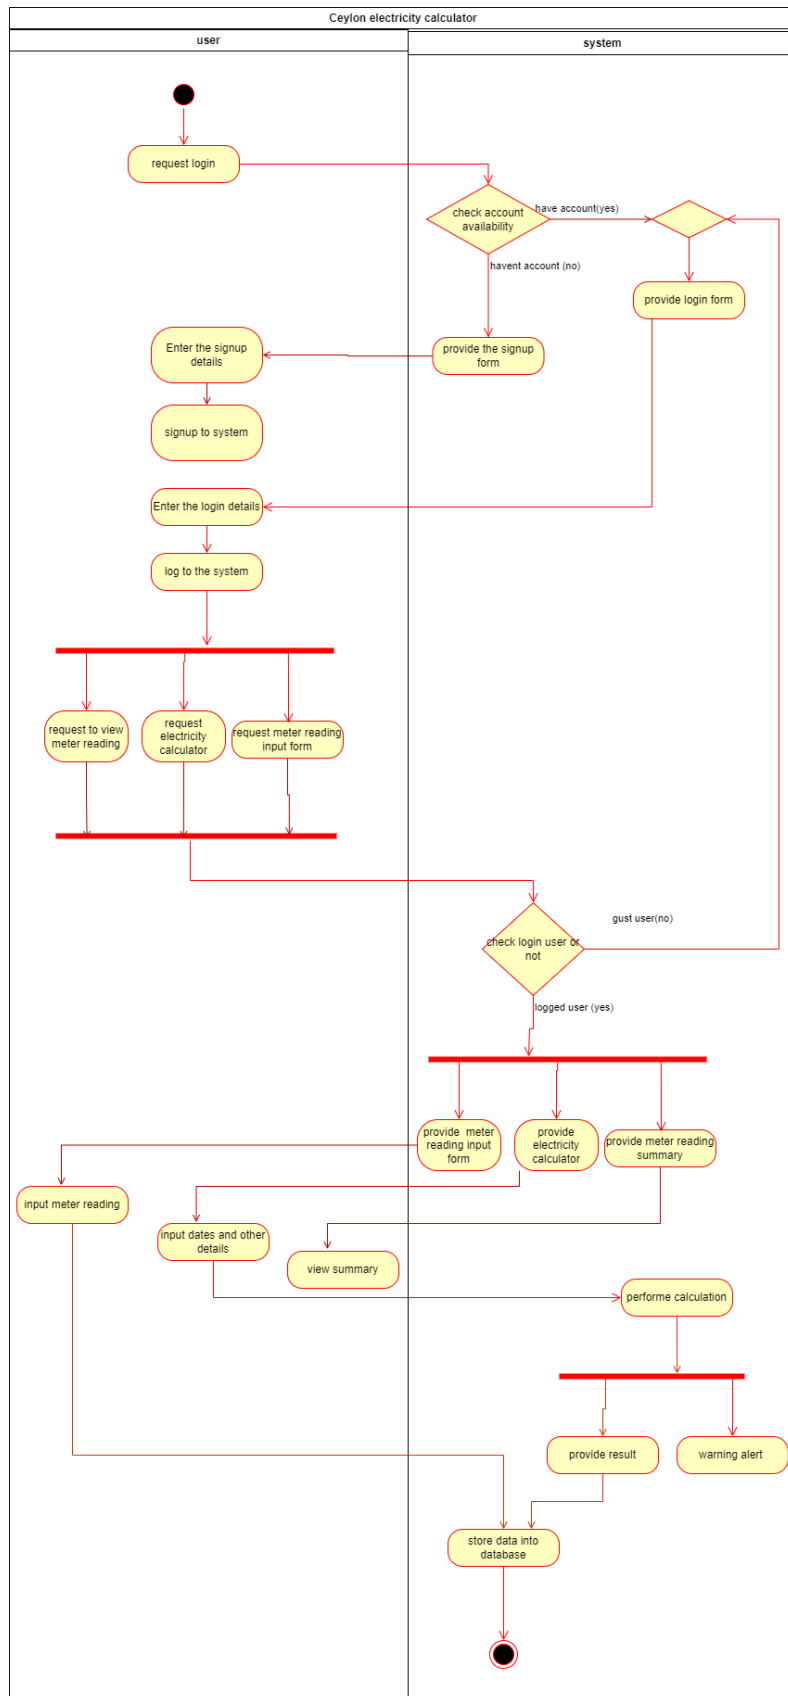 Ceylon electricity calculator
user
system
request login
check account
availability
have account(yes)
havent account (no)
provide login form
Enter the signup
details
provide the signup
form
signup to system
Enter the login details
log to the system
request to view
meter reading
request
electricity
calculator
request meter reading
input form
check login user or
not
gust user(no)
logged user (yes)
provide  meter
reading input
form
provide
electricity
calculator
provide meter reading
summary
input meter reading
input dates and other
details
view summary
performe calculation
provide result
warning alert
store data into
database